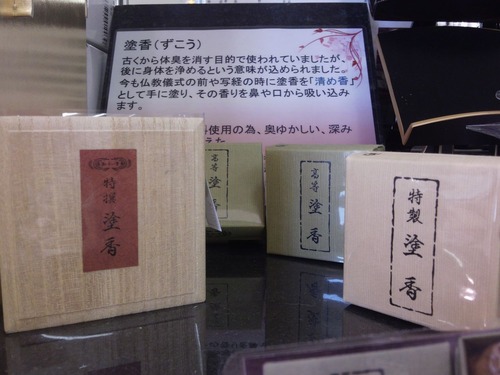 塗香（ずこう）
古くから体臭を消す目的で使われていましたが、
後に身体を浄めるという意味が込められました。
今も仏教儀式の前や写経の時に塗香を「清め香」
として手に塗り、その香りを鼻や口から吸い込み
ます。
使用の為、奥ゆかしい、深み
特撰 塗香
高等 塗香
高等 塗香
特製 塗香